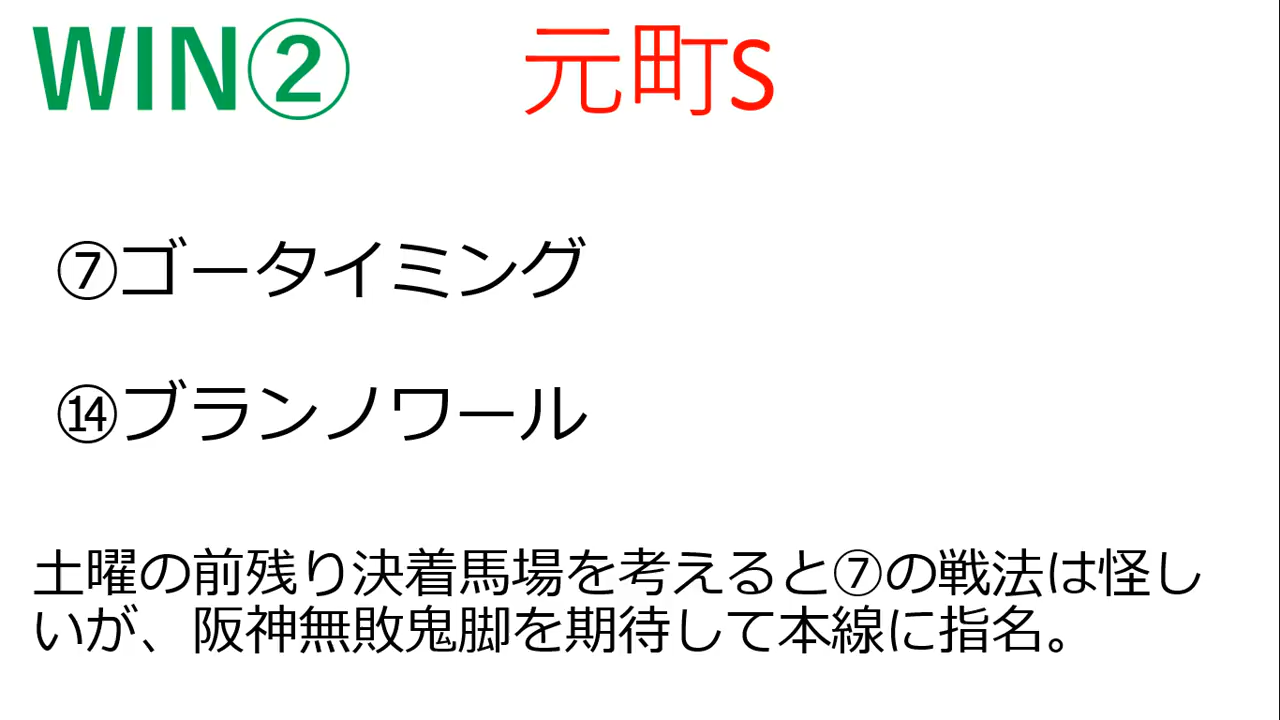 WIN② 元町S
⑦ゴータイミング
⑭ブランノワール
土曜の前残り決着馬場を考えると⑦の戦法は怪し
いが、阪神無敗鬼脚を期待して本線に指名。